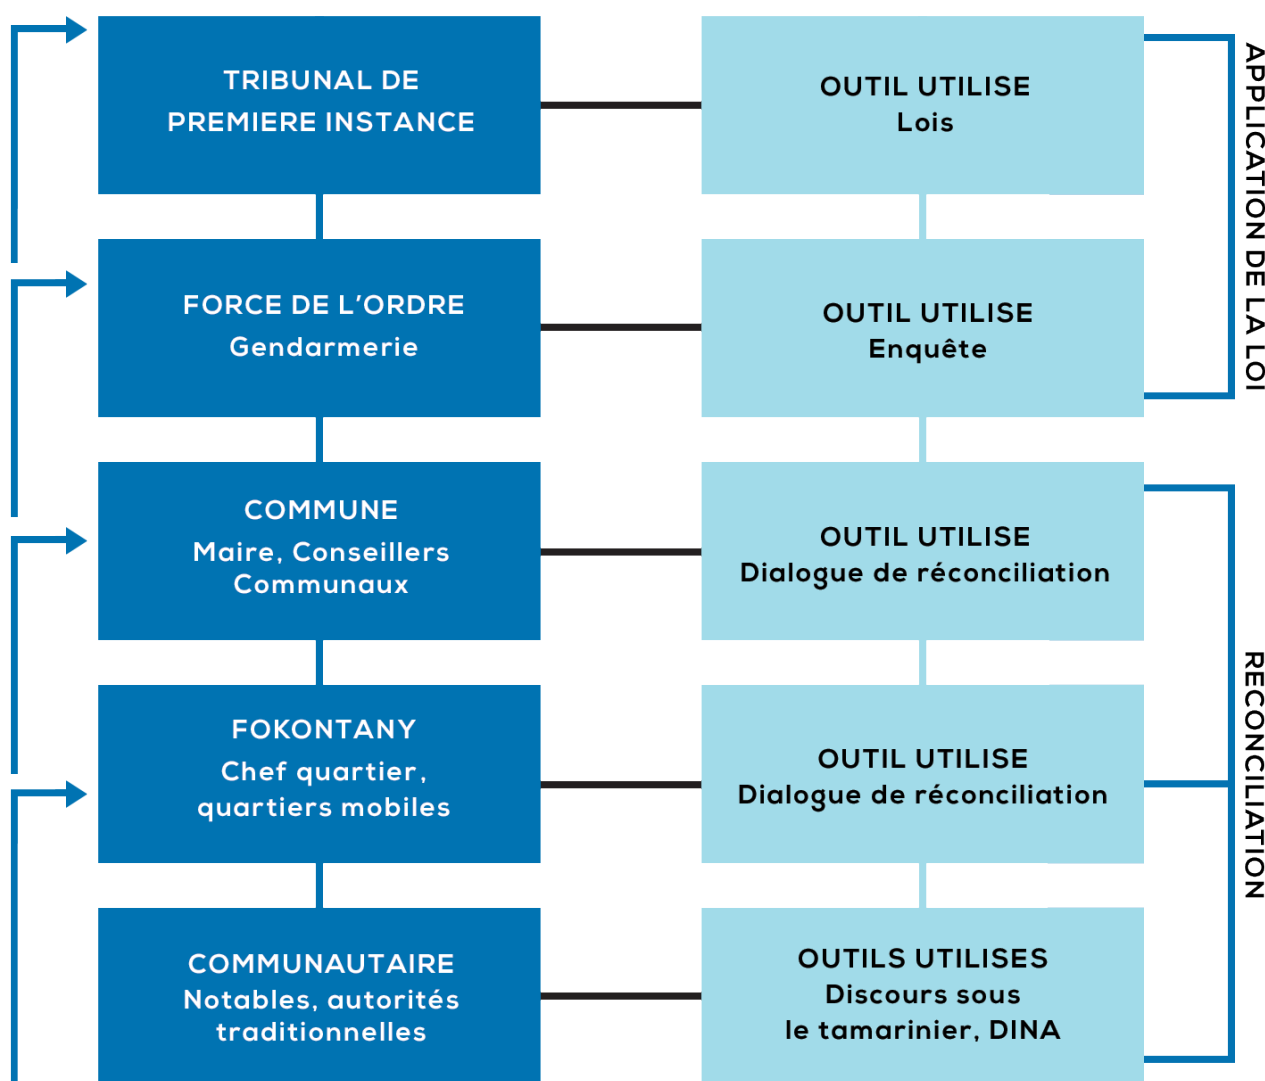 TRIBUNAL DE
PREMIERE INSTANCE
OUTIL UTILISE
Lois
FORCE DE L’ORDRE
Gendarmerie
OUTIL UTILISE
Enquête
APPLICATION DE LA LOI
COMMUNE
Maire, Conseillers
Communaux
OUTIL UTILISE
Dialogue de réconciliation
FOKONTANY
Chef quartier,
quartiers mobiles
OUTIL UTILISE
Dialogue de réconciliation
COMMUNAUTAIRE
Notables, autorités
traditionnelles
OUTILS UTILISES
Discours sous
le tamarinier, DINA
RECONCILIATION